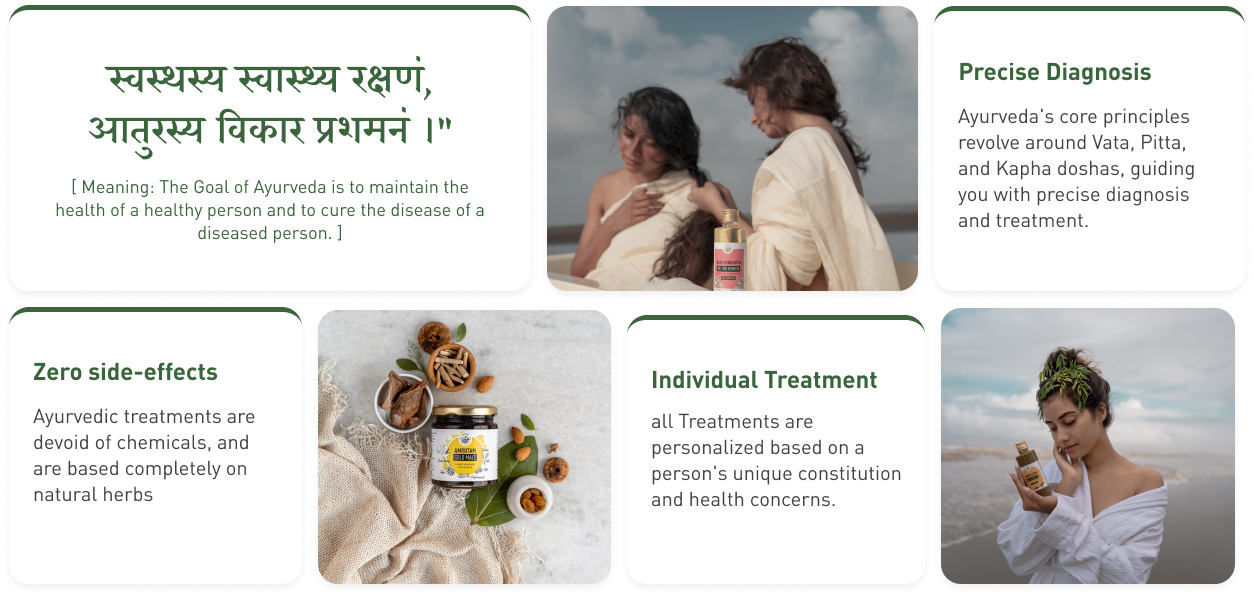 स्वस्थस्य स्वास्थ्य रक्षणं,
आतुरस्य विकार प्रशमनं ।"
[ Meaning: The Goal of Ayurveda is to maintain the
health of a healthy person and to cure the disease of a
diseased person. ]
Precise Diagnosis
Ayurveda's core principles
revolve around Vata, Pitta,
and Kapha doshas, guiding
you with precise diagnosis
and treatment.
Zero side-effects
Ayurvedic treatments are
devoid of chemicals, and
are based completely on
natural herbs
AMRUTAM
GOLD MALT
Individual Treatment
all Treatments are
personalized based on a
person's unique constitution
and health concerns.